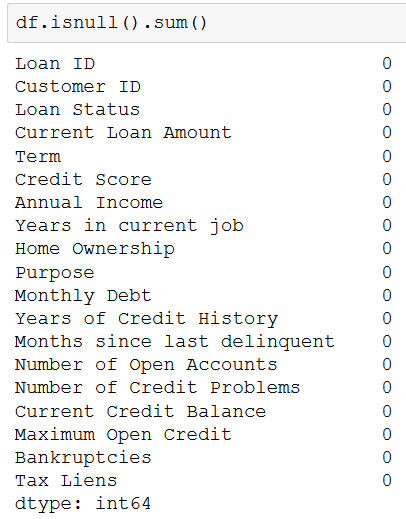 df.isnull().sum()
Loan ID 0
Customer ID 0
Loan Status 0
Current Loan Amount 0
Term 0
Credit Score 0
Annual Income 0
Years in current job 0
Home Ownership 0
Purpose 0
Monthly Debt 0
Years of Credit History 0
Months since last delinquent 0
Number of Open Accounts 0
Number of Credit Problems 0
Current Credit Balance 0
Maximum Open Credit 0
Bankruptcies 0
Tax Liens 0
dtype: int64